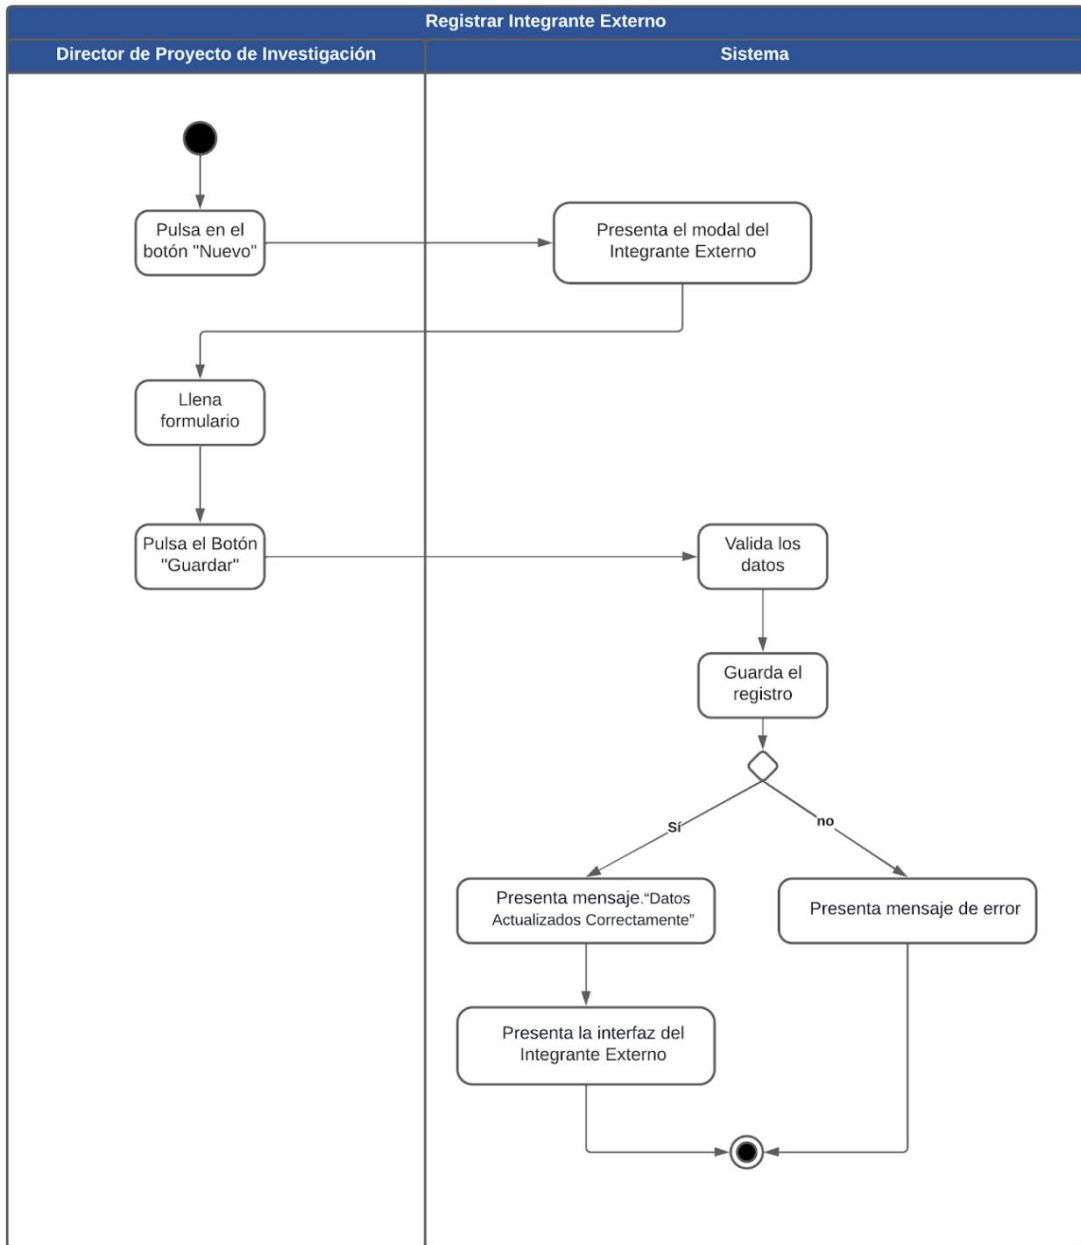 Registrar Integrante Externo
Director de Proyecto de Investigación
Sistema
Pulsa en el
botón "Nuevo"
Presenta el modal del
Integrante Externo
Llena
formulario
Pulsa el Botón
"Guardar"
Valida los
datos
Guarda el
registro
Sí
no
Presenta mensaje.“Datos
Actualizados Correctamente”
Presenta mensaje de error
Presenta la interfaz del
Integrante Externo